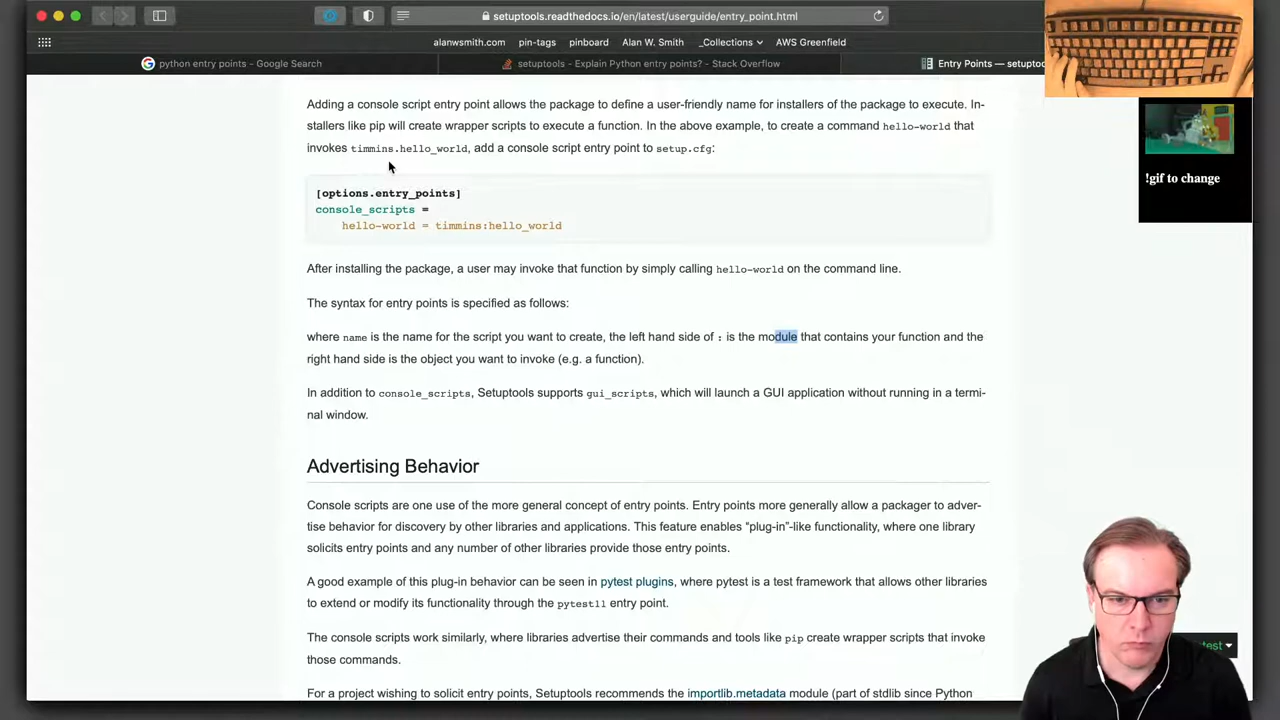 setuptools.readthedocs.io/en/latest/userguide/entry_point.html
alanwsmith.com pin-tags pinboard Alan W. Smith _Collections AWS Greenfield
python entry points - Google Search setuptools - Explain Python entry points? - Stack Overflow Entry Points — setuptoo
Adding a console script entry point allows the package to define a user-friendly name for installers of the package to execute. In-
stallers like pip will create wrapper scripts to execute a function. In the above example, to create a command hello-world that
invokes timmins.hello_world, add a console script entry point to setup.cfg:
!gif to change
[options.entry_points]
console_scripts =
hello-world = timmins:hello_world
After installing the package, a user may invoke that function by simply calling hello-world on the command line.
The syntax for entry points is specified as follows:
where name is the name for the script you want to create, the left hand side of : is the module that contains your function and the
right hand side is the object you want to invoke (e.g. a function).
In addition to console_scripts, Setuptools supports gui_scripts, which will launch a GUI application without running in a termi-
nal window.
Advertising Behavior
Console scripts are one use of the more general concept of entry points. Entry points more generally allow a packager to adver-
tise behavior for discovery by other libraries and applications. This feature enables “plug-in”-like functionality, where one library
solicits entry points and any number of other libraries provide those entry points.
A good example of this plug-in behavior can be seen in pytest plugins, where pytest is a test framework that allows other libraries
to extend or modify its functionality through the pytest11 entry point.
The console scripts work similarly, where libraries advertise their commands and tools like pip create wrapper scripts that invoke
those commands.
test
For a project wishing to solicit entry points, Setuptools recommends the importlib.metadata module (part of stdlib since Python